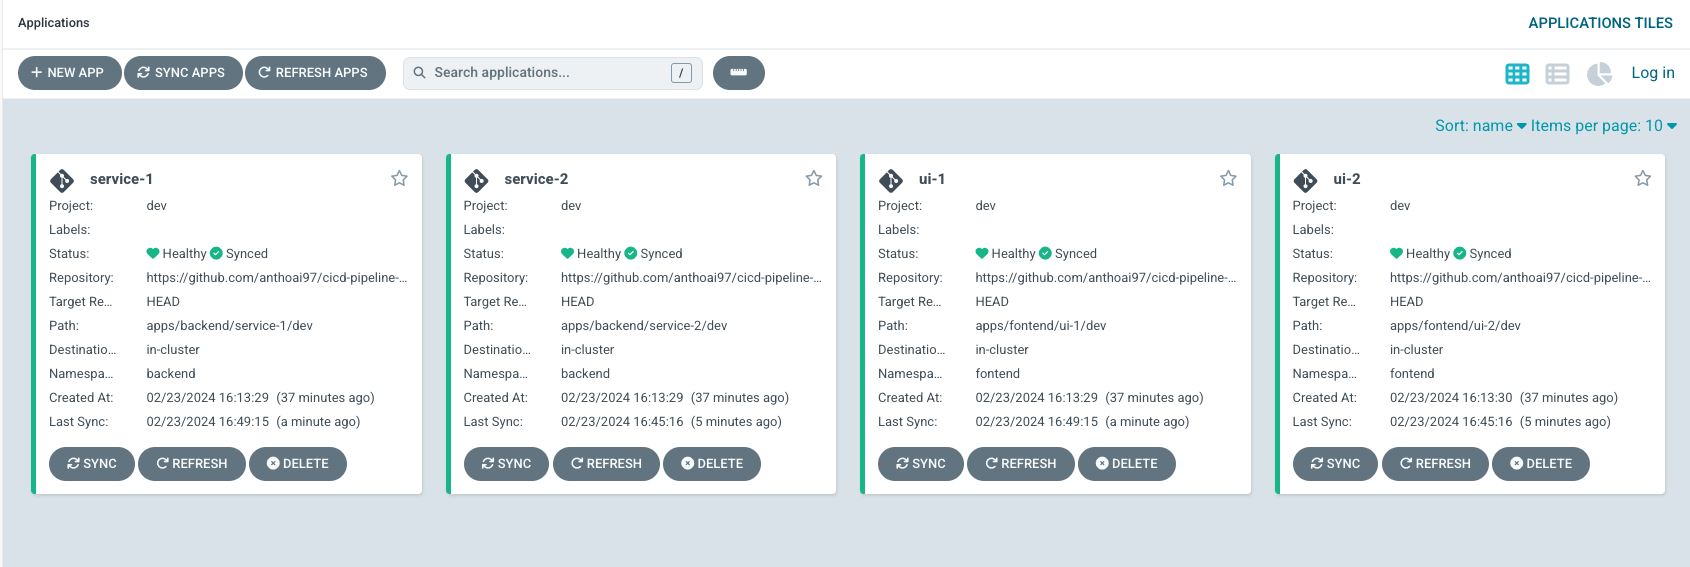 Applications
APPLICATIONS TILES
NEW APP
SYNC APPS
REFRESH APPS
Search applications...
/
Log in
Sort: name
Items per page: 10
service-1
Project: dev
Labels:
Status: Healthy Synced
Repository: https://github.com/anthoai97/cicd-pipeline-...
Target Re... HEAD
Path: apps/backend/service-1/dev
Destinatio... in-cluster
Namespa... backend
Created At: 02/23/2024 16:13:29 (37 minutes ago)
Last Sync: 02/23/2024 16:49:15 (a minute ago)
SYNC REFRESH DELETE
service-2
Project: dev
Labels:
Status: Healthy Synced
Repository: https://github.com/anthoai97/cicd-pipeline-...
Target Re... HEAD
Path: apps/backend/service-2/dev
Destinatio... in-cluster
Namespa... backend
Created At: 02/23/2024 16:13:29 (37 minutes ago)
Last Sync: 02/23/2024 16:45:16 (5 minutes ago)
SYNC REFRESH DELETE
ui-1
Project: dev
Labels:
Status: Healthy Synced
Repository: https://github.com/anthoai97/cicd-pipeline-...
Target Re... HEAD
Path: apps/fontend/ui-1/dev
Destinatio... in-cluster
Namespa... fontend
Created At: 02/23/2024 16:13:29 (37 minutes ago)
Last Sync: 02/23/2024 16:49:15 (a minute ago)
SYNC REFRESH DELETE
ui-2
Project: dev
Labels:
Status: Healthy Synced
Repository: https://github.com/anthoai97/cicd-pipeline-...
Target Re... HEAD
Path: apps/fontend/ui-2/dev
Destinatio... in-cluster
Namespa... fontend
Created At: 02/23/2024 16:13:30 (37 minutes ago)
Last Sync: 02/23/2024 16:45:16 (5 minutes ago)
SYNC REFRESH DELETE